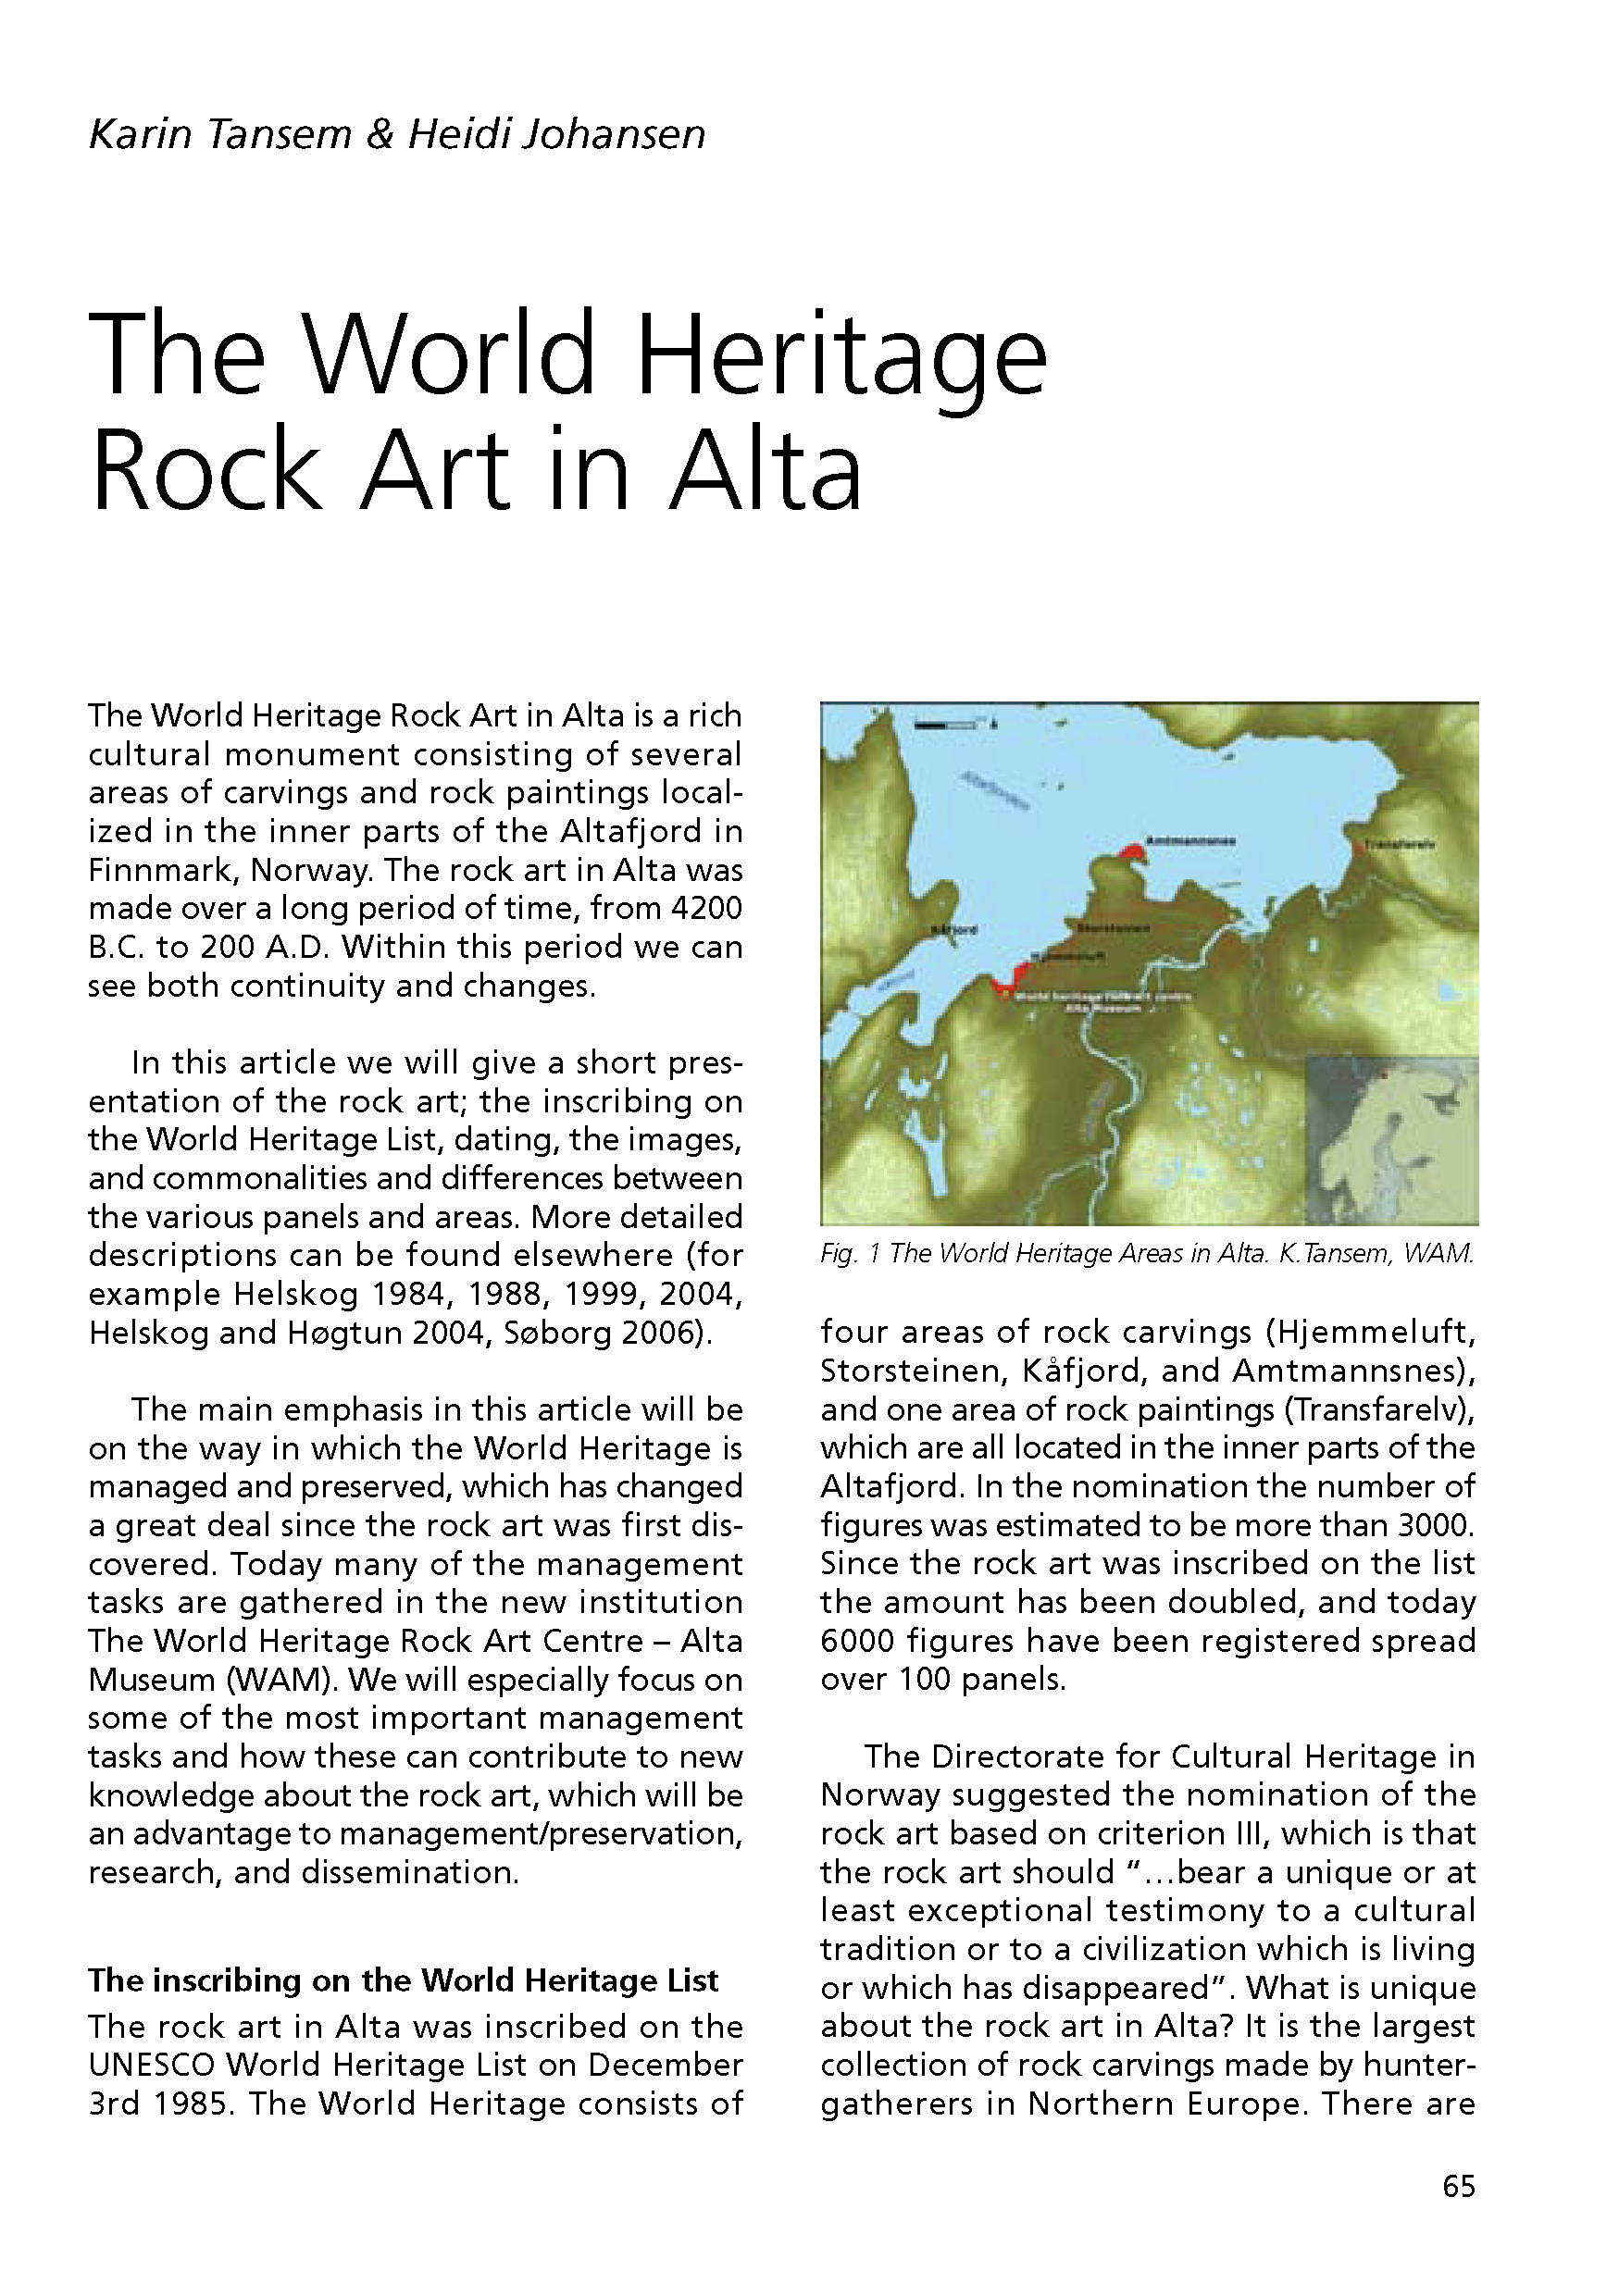 Karin Tansem & Heidi Johansen
The World Heritage
Rock Art in Alta
The World Heritage Rock Art in Alta is a rich
cultural monument consisting of several
areas of carvings and rock paintings local-
ized in the inner parts of the Altafjord in
Finnmark, Norway. The rock art in Alta was
made over a long period of time, from 4200
B.C. to 200 A.D. Within this period we can
see both continuity and changes.
In this article we will give a short pres-
entation of the rock art; the inscribing on
the World Heritage List, dating, the images,
and commonalities and differences between
the various panels and areas. More detailed
descriptions can be found elsewhere (for
example Helskog 1984, 1988, 1999, 2004,
Helskog and Høgtun 2004, Søborg 2006).
The main emphasis in this article will be
on the way in which the World Heritage is
managed and preserved, which has changed
a great deal since the rock art was first dis-
covered. Today many of the management
tasks are gathered in the new institution
The World Heritage Rock Art Centre – Alta
Museum (WAM). We will especially focus on
some of the most important management
tasks and how these can contribute to new
knowledge about the rock art, which will be
an advantage to management/preservation,
research, and dissemination.
The inscribing on the World Heritage List
The rock art in Alta was inscribed on the
UNESCO World Heritage List on December
3rd 1985. The World Heritage consists of
Altafjorden
Amtmannsnes
Transfarelv
Kåfjord
Storsteinen
Hjemmeluft
World heritage rock art centre
Alta Museum
Fig. 1 The World Heritage Areas in Alta. K.Tansem, WAM.
four areas of rock carvings (Hjemmeluft,
Storsteinen, Kåfjord, and Amtmannsnes),
and one area of rock paintings (Transfarelv),
which are all located in the inner parts of the
Altafjord. In the nomination the number of
figures was estimated to be more than 3000.
Since the rock art was inscribed on the list
the amount has been doubled, and today
6000 figures have been registered spread
over 100 panels.
The Directorate for Cultural Heritage in
Norway suggested the nomination of the
rock art based on criterion III, which is that
the rock art should “…bear a unique or at
least exceptional testimony to a cultural
tradition or to a civilization which is living
or which has disappeared”. What is unique
about the rock art in Alta? It is the largest
collection of rock carvings made by hunter-
gatherers in Northern Europe. There are
65